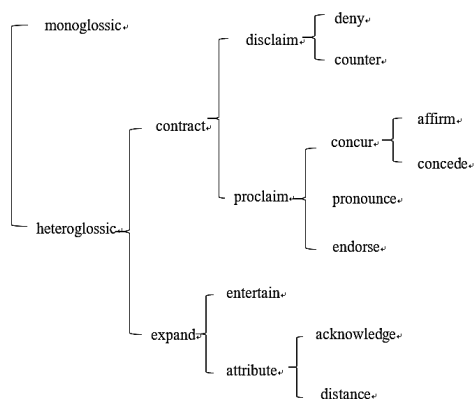 monoglossic
deny
disclaim
counter
contract
affirm
concur
concede
proclaim
pronounce
heteroglossic
endorse
entertain
expand
acknowledge
attribute
distance